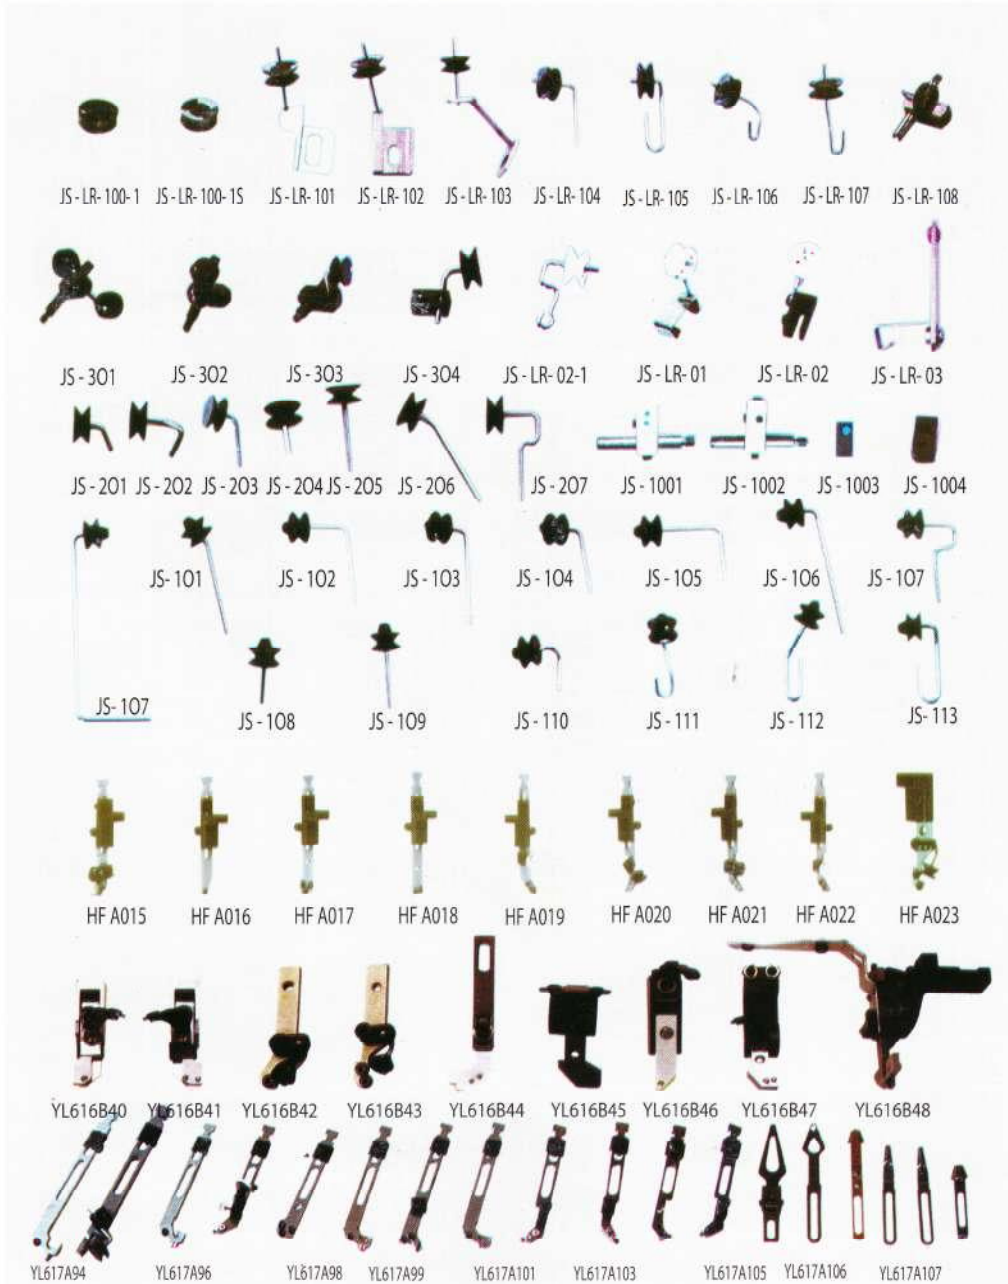 JS - LR- 100- 1 JS - LR- 100-1S JS - LR- 101 JS - LR- 102 JS - LR- 103 JS - LR- 104 JS - LR- 105 JS - LR- 106 JS - LR- 107 JS - LR- 108
JS - 301 JS - 302 JS - 303 JS - 304 JS - LR- 02-1 JS - LR- 01 JS - LR- 02 JS - LR- 03
JS - 201 JS - 202 JS - 203 JS - 204 JS - 205 JS - 206 JS - 207 JS - 1001 JS - 1002 JS - 1003 JS - 1004
JS - 101 JS - 102 JS - 103 JS - 104 JS - 105 JS - 106 JS - 107
JS- 107 JS - 108 JS - 109 JS - 110 JS - 111 JS - 112 JS- 113
HF A015 HF A016 HF A017 HF A018 HF A019 HF A020 HF A021 HF A022 HF A023
YL616B40 YL616B41 YL616B42 YL616B43 YL616B44 YL616B45 YL616B46 YL616B47 YL616B48
YL617A94 YL617A96 YL617A98 YL617A99 YL617A101 YL617A103 YL617A105 YL617A106 YL617A107